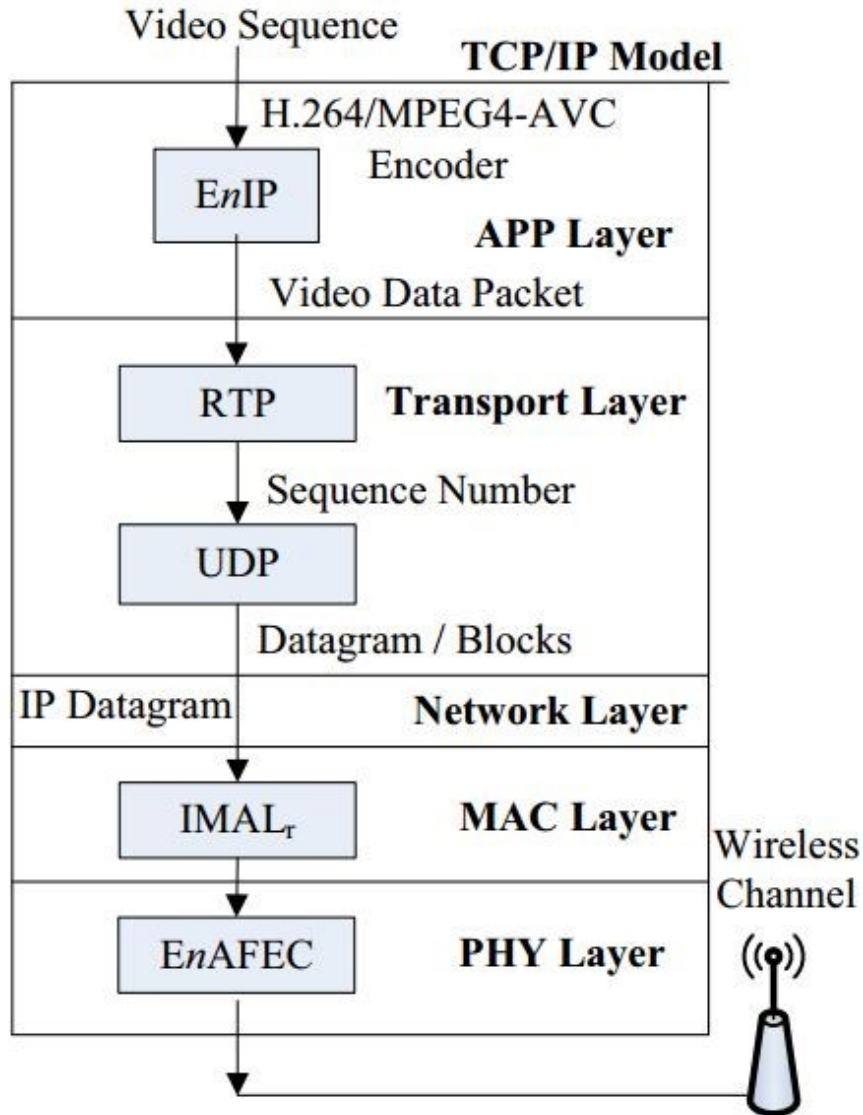 Video Sequence
TCP/IP Model
H.264/MPEG4-AVC
Encoder
EnIP
APP Layer
Video Data Packet
RTP
Transport Layer
Sequence Number
UDP
Datagram / Blocks
IP Datagram
Network Layer
IMALr
MAC Layer
Wireless
Channel
EnAFEC
PHY Layer